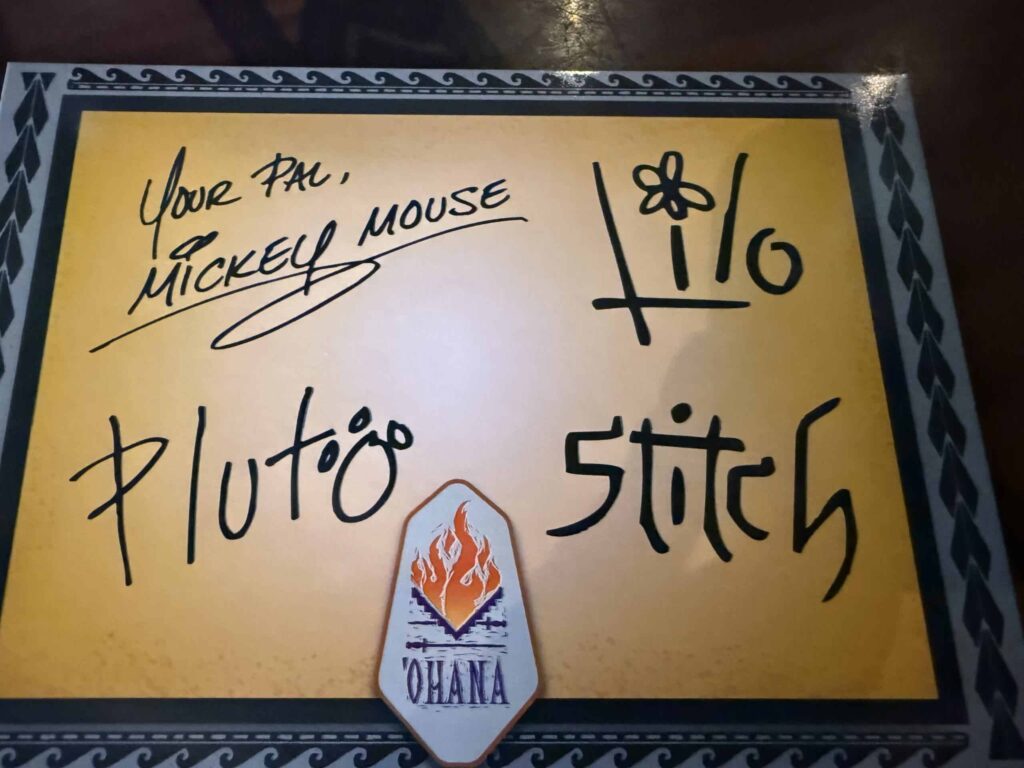 Your Pal,
Mickey Mouse
Lilo
Pluto
Stitch
'OHANA